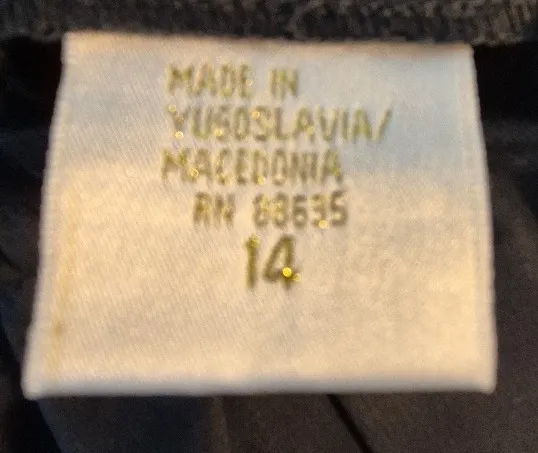 MADE IN
YUGOSLAVIA/
MACEDONIA
RN 88635
14